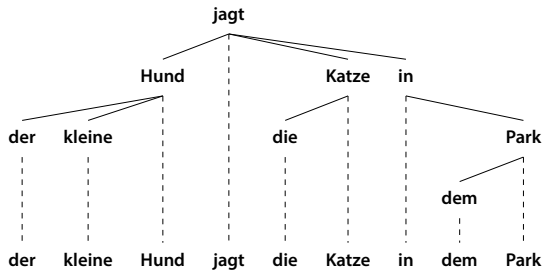 jagt
Hund Katze in
der kleine die Park
dem
der kleine Hund jagt die Katze in dem Park